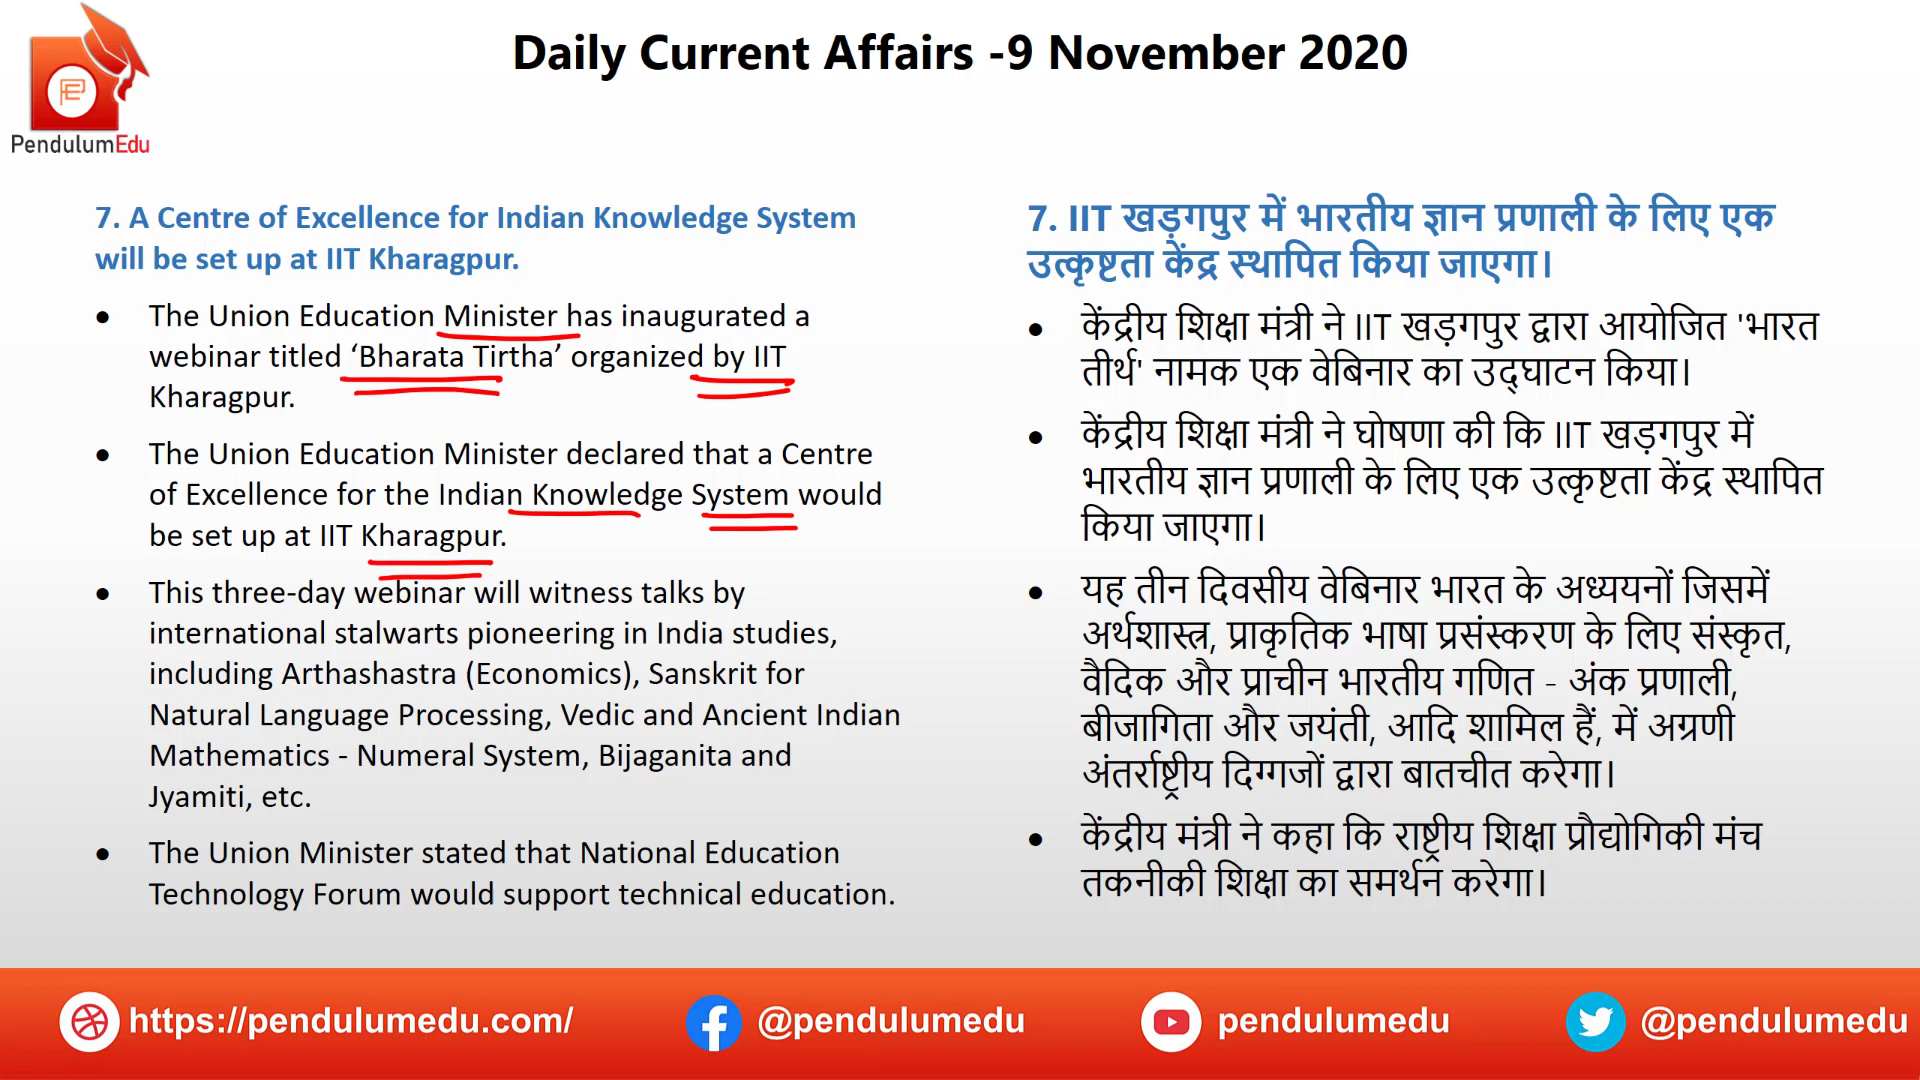 Daily Current Affairs -9 November 2020
PendulumEdu
7. A Centre of Excellence for Indian Knowledge System
will be set up at IIT Kharagpur.
● The Union Education Minister has inaugurated a
webinar titled ‘Bharata Tirtha’ organized by IIT
Kharagpur.
● The Union Education Minister declared that a Centre
of Excellence for the Indian Knowledge System would
be set up at IIT Kharagpur.
● This three-day webinar will witness talks by
international stalwarts pioneering in India studies,
including Arthashastra (Economics), Sanskrit for
Natural Language Processing, Vedic and Ancient Indian
Mathematics - Numeral System, Bijaganita and
Jyamiti, etc.
● The Union Minister stated that National Education
Technology Forum would support technical education.
7. IIT खड़गपुर में भारतीय ज्ञान प्रणाली के लिए एक
उत्कृष्टता केंद्र स्थापित किया जाएगा।
● केंद्रीय शिक्षा मंत्री ने IIT खड़गपुर द्वारा आयोजित 'भारत
तीर्थ' नामक एक वेबिनार का उद्घाटन किया।
● केंद्रीय शिक्षा मंत्री ने घोषणा की कि IIT खड़गपुर में
भारतीय ज्ञान प्रणाली के लिए एक उत्कृष्टता केंद्र स्थापित
किया जाएगा।
● यह तीन दिवसीय वेबिनार भारत के अध्ययनों जिसमें
अर्थशास्त्र, प्राकृतिक भाषा प्रसंस्करण के लिए संस्कृत,
वैदिक और प्राचीन भारतीय गणित - अंक प्रणाली,
बीजागिता और जयंती, आदि शामिल हैं, में अग्रणी
अंतर्राष्ट्रीय दिग्गजों द्वारा बातचीत करेगा।
● केंद्रीय मंत्री ने कहा कि राष्ट्रीय शिक्षा प्रौद्योगिकी मंच
तकनीकी शिक्षा का समर्थन करेगा।
https://pendulumedu.com/
@pendulumedu
pendulumedu
@pendulumedu